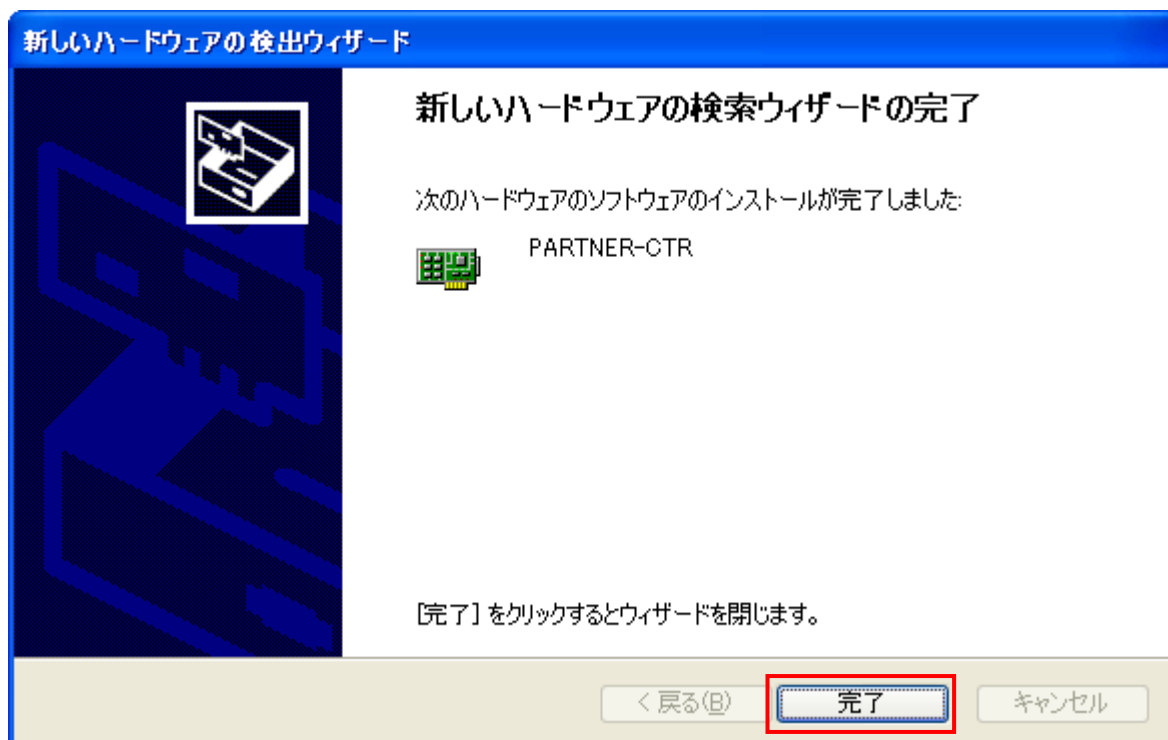 新しいハードウェアの検出ウィザード
新しいハードウェアの検索ウィザードの完了
次のハードウェアのソフトウェアのインストールが完了しました:
PARTNER-CTR
[完了] をクリックするとウィザードを閉じます。
< 戻る(B)
完了
キャンセル